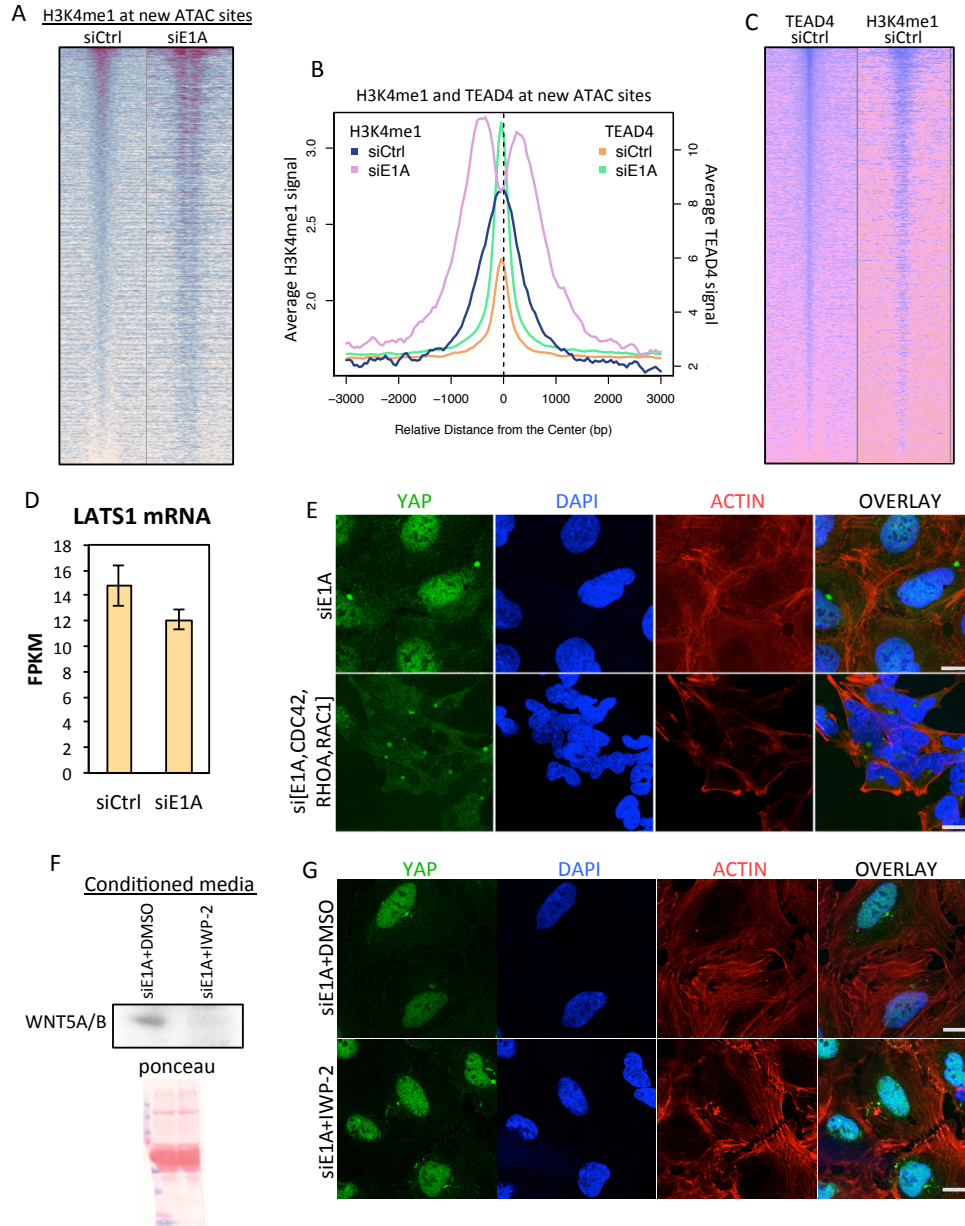 A
H3K4me1 at new ATAC sites
siCtrl siE1A
B
H3K4me1 and TEAD4 at new ATAC sites
H3K4me1
siCtrl
siE1A
TEAD4
siCtrl
siE1A
Average H3K4me1 signal
3.0
2.5
2.0
Average TEAD4 signal
10
8
6
4
2
−3000 −2000 −1000 0 1000 2000 3000
Relative Distance from the Center (bp)
C
TEAD4 H3K4me1
siCtrl siCtrl
D
LATS1 mRNA
FPKM
18
16
14
12
10
8
6
4
2
0
siCtrl siE1A
E
YAP DAPI ACTIN OVERLAY
siE1A
si[E1A,CDC42,
RHOA,RAC1]
F
Conditioned media
siE1A+DMSO
siE1A+IWP-2
WNT5A/B
ponceau
G
YAP DAPI ACTIN OVERLAY
siE1A+DMSO
siE1A+IWP-2